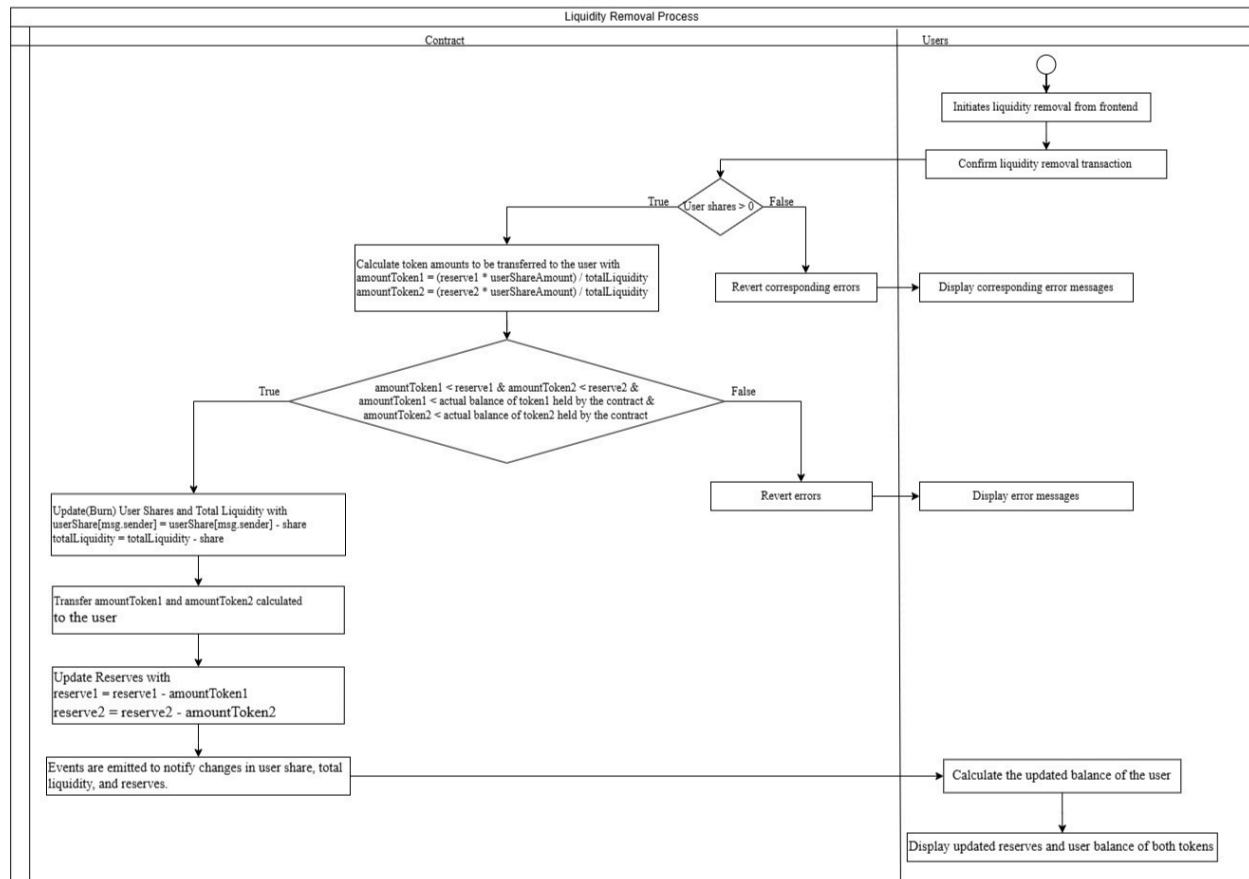 Liquidity Removal Process
Contract
Users
Initiates liquidity removal from frontend
Confirm liquidity removal transaction
True
User shares > 0
False
Calculate token amounts to be transferred to the user with
amountToken1 = (reserve1 * userShareAmount) / totalLiquidity
amountToken2 = (reserve2 * userShareAmount) / totalLiquidity
Revert corresponding errors
Display corresponding error messages
True
amountToken1 < reserve1 & amountToken2 < reserve2 &
amountToken1 < actual balance of token1 held by the contract &
amountToken2 < actual balance of token2 held by the contract
False
Revert errors
Display error messages
Update(Burn) User Shares and Total Liquidity with
userShare[msg.sender] = userShare[msg.sender] - share
totalLiquidity = totalLiquidity - share
Transfer amountToken1 and amountToken2 calculated
to the user
Update Reserves with
reserve1 = reserve1 - amountToken1
reserve2 = reserve2 - amountToken2
Events are emitted to notify changes in user share, total
liquidity, and reserves.
Calculate the updated balance of the user
Display updated reserves and user balance of both tokens